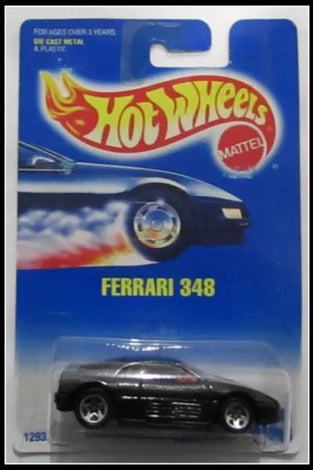 FOR AGES OVER 3 YEARS
DIE CAST METAL
& PLASTIC
HOT WHEELS
MATTEL
®
FERRARI 348
1293